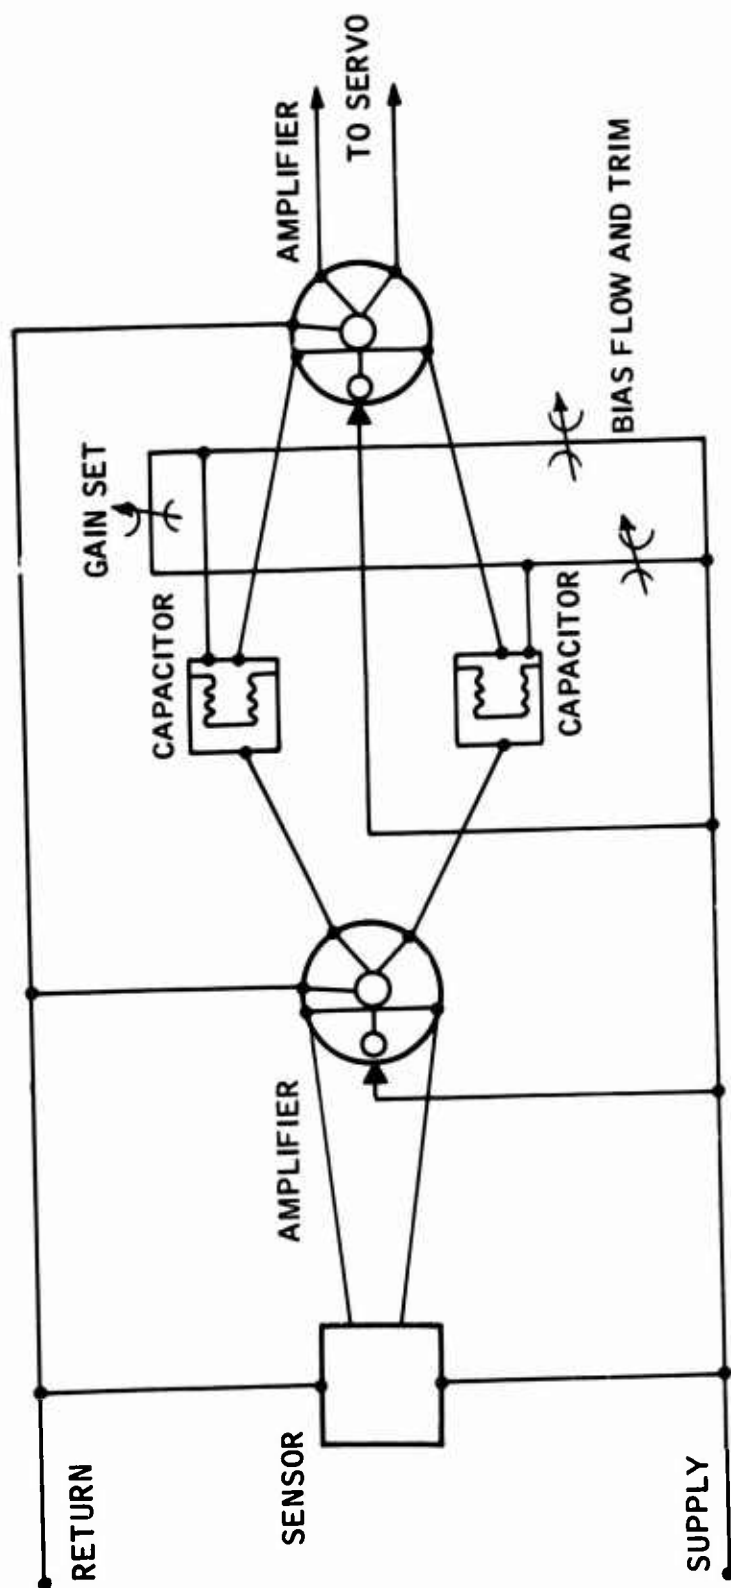 RETURN
SENSOR
SUPPLY
AMPLIFIER
CAPACITOR
CAPACITOR
GAIN SET
BIAS FLOW AND TRIM
AMPLIFIER
TO SERVO